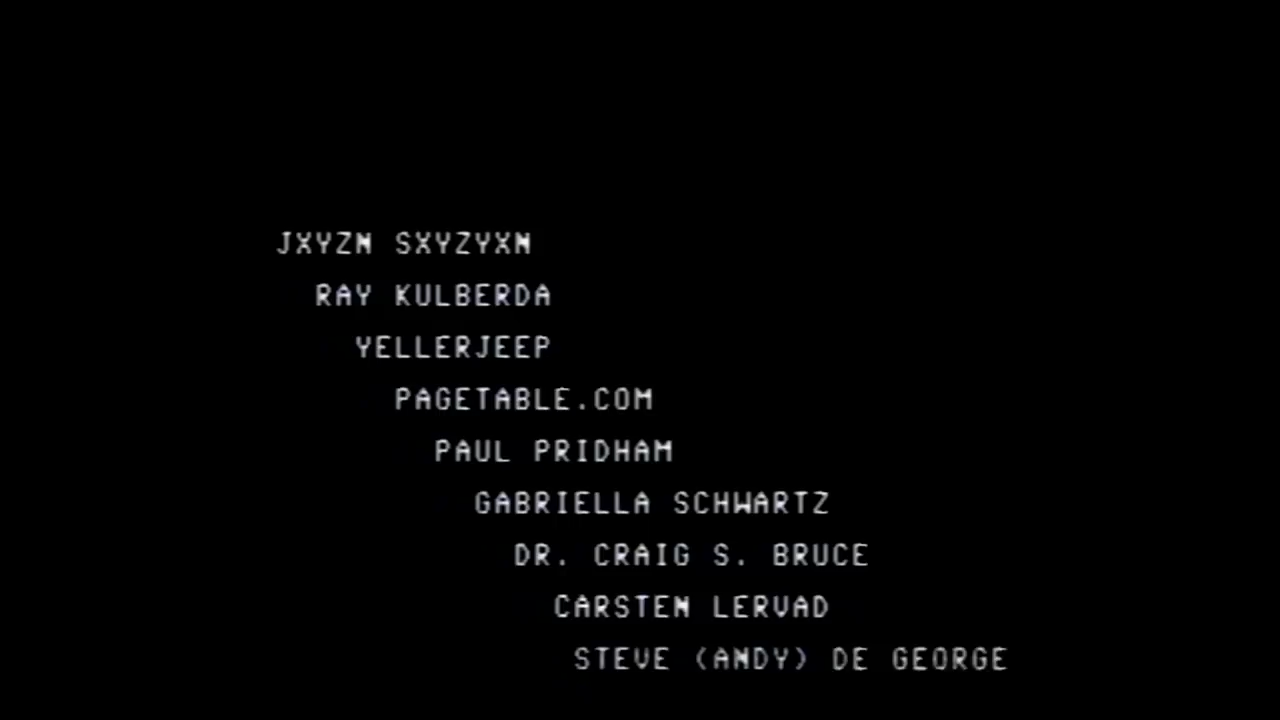 JXYZN SXYZYXN
RAY KULBERDA
YELLERJEEP
PAGETABLE.COM
PAUL PRIDHAM
GABRIELLA SCHWARTZ
DR. CRAIG S. BRUCE
CARSTEN LERVAD
STEVE (ANDY) DE GEORGE